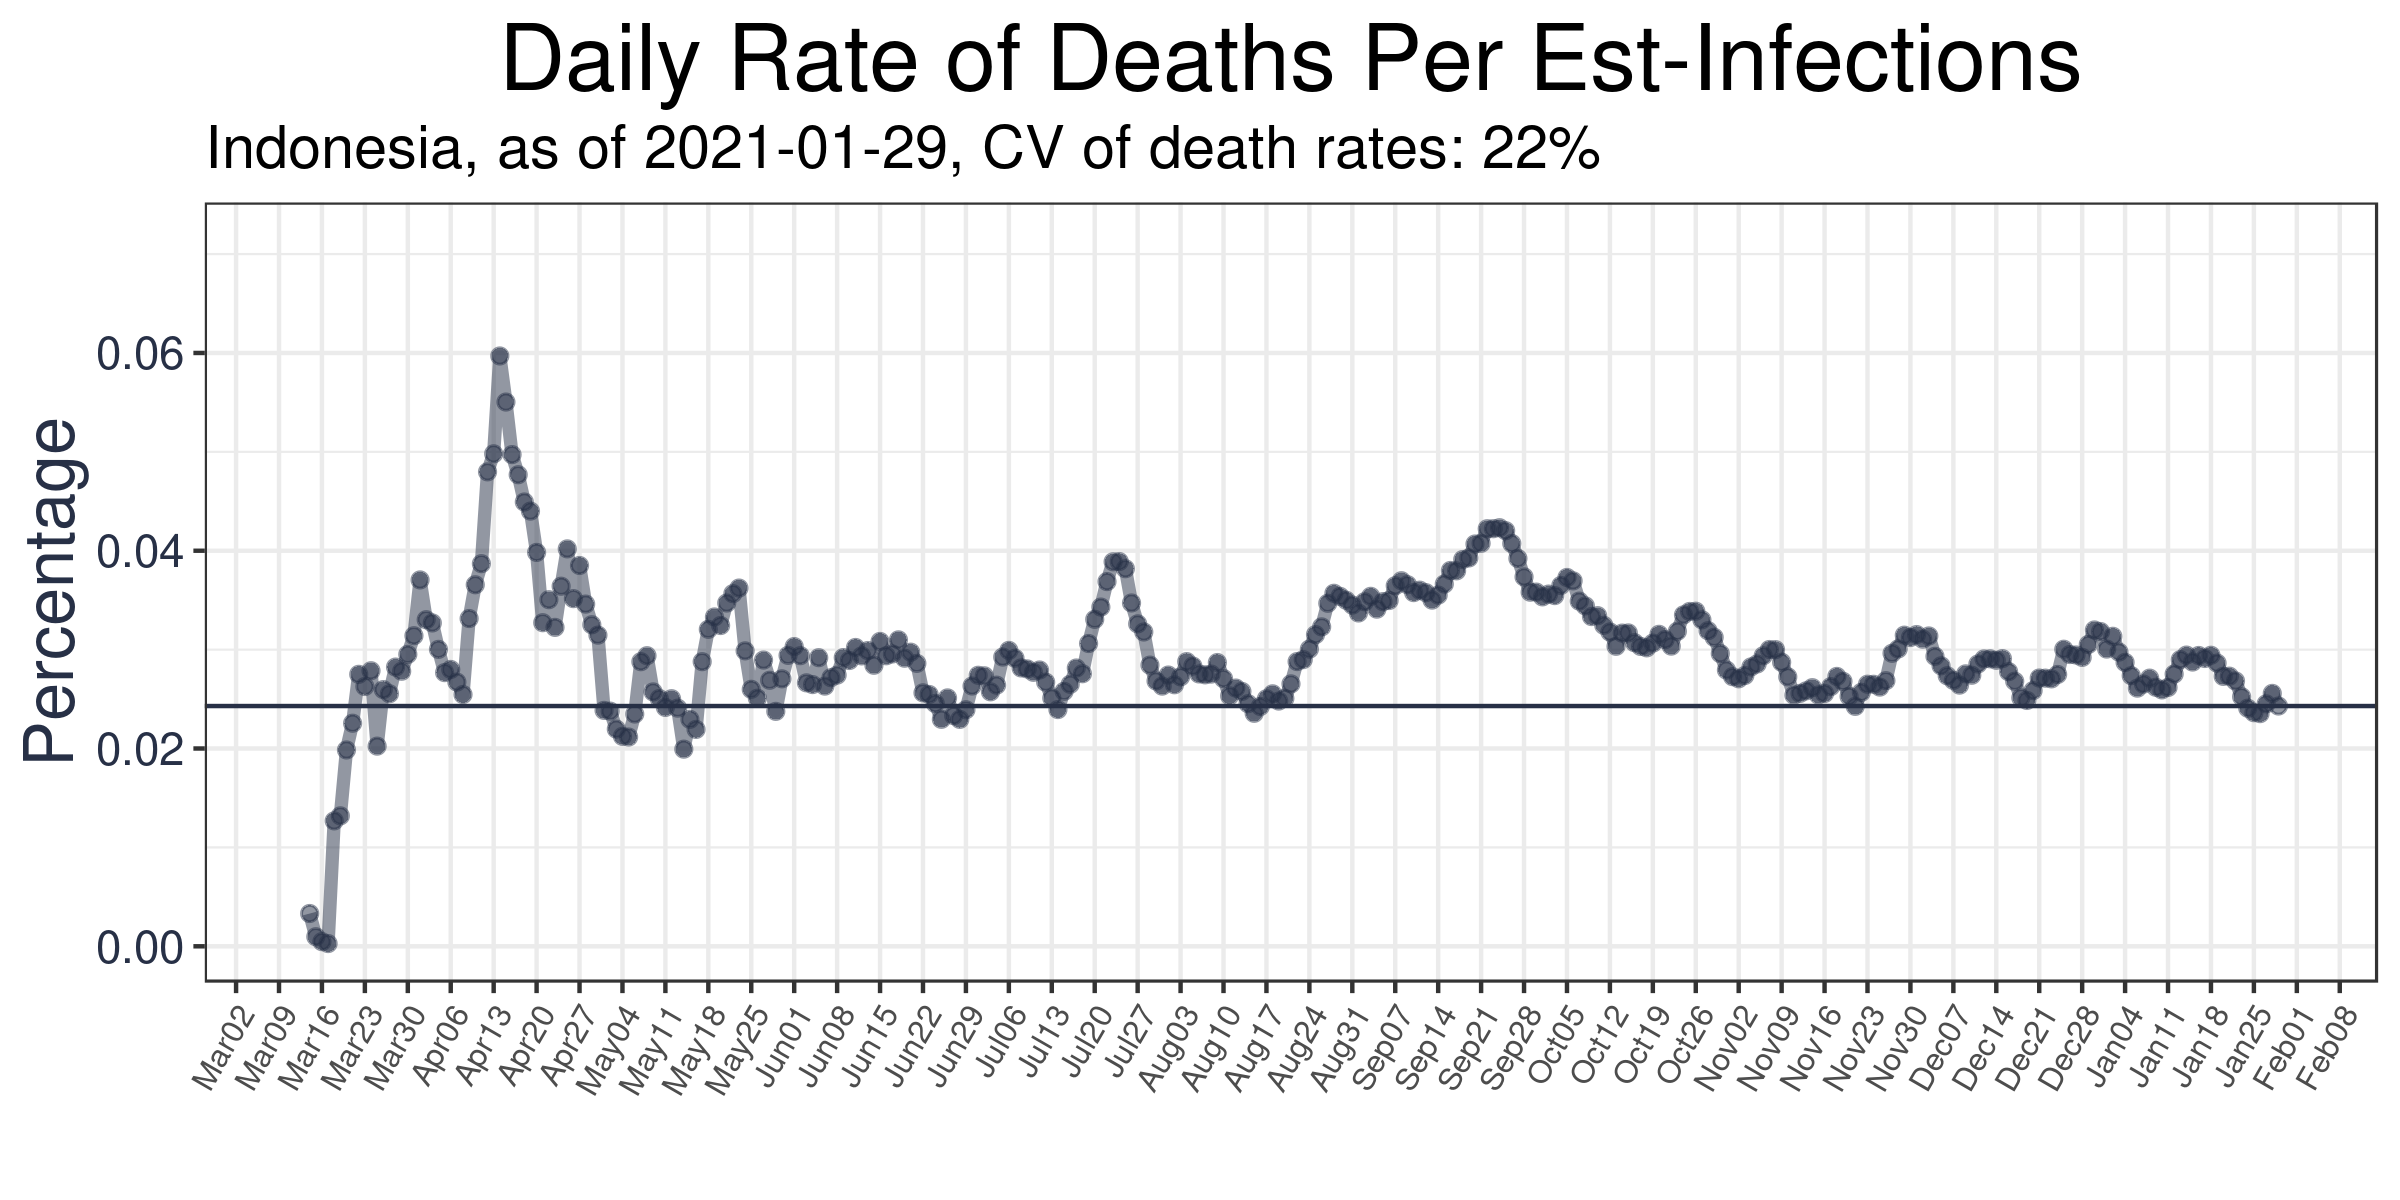 Daily Rate of Deaths Per Est-Infections
Indonesia, as of 2021-01-29, CV of death rates: 22%
Percentage
0.06
0.04
0.02
0.00
Mar02 Mar09 Mar16 Mar23 Mar30 Apr06 Apr13 Apr20 Apr27 May04 May11 May18 May25 Jun01 Jun08 Jun15 Jun22 Jun29 Jul06 Jul13 Jul20 Jul27 Aug03 Aug10 Aug17 Aug24 Aug31 Sep07 Sep14 Sep21 Sep28 Oct05 Oct12 Oct19 Oct26 Nov02 Nov09 Nov16 Nov23 Nov30 Dec07 Dec14 Dec21 Dec28 Jan04 Jan11 Jan18 Jan25 Feb01 Feb08